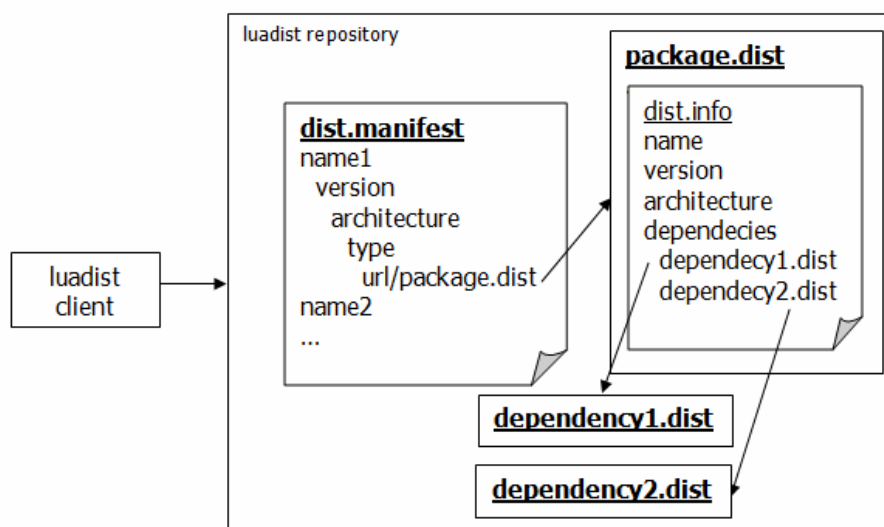 luadist repository
luadist
client
dist.manifest
name1
version
architecture
type
url/package.dist
name2
...
package.dist
dist.info
name
version
architecture
dependecies
dependecy1.dist
dependecy2.dist
dependency1.dist
dependency2.dist